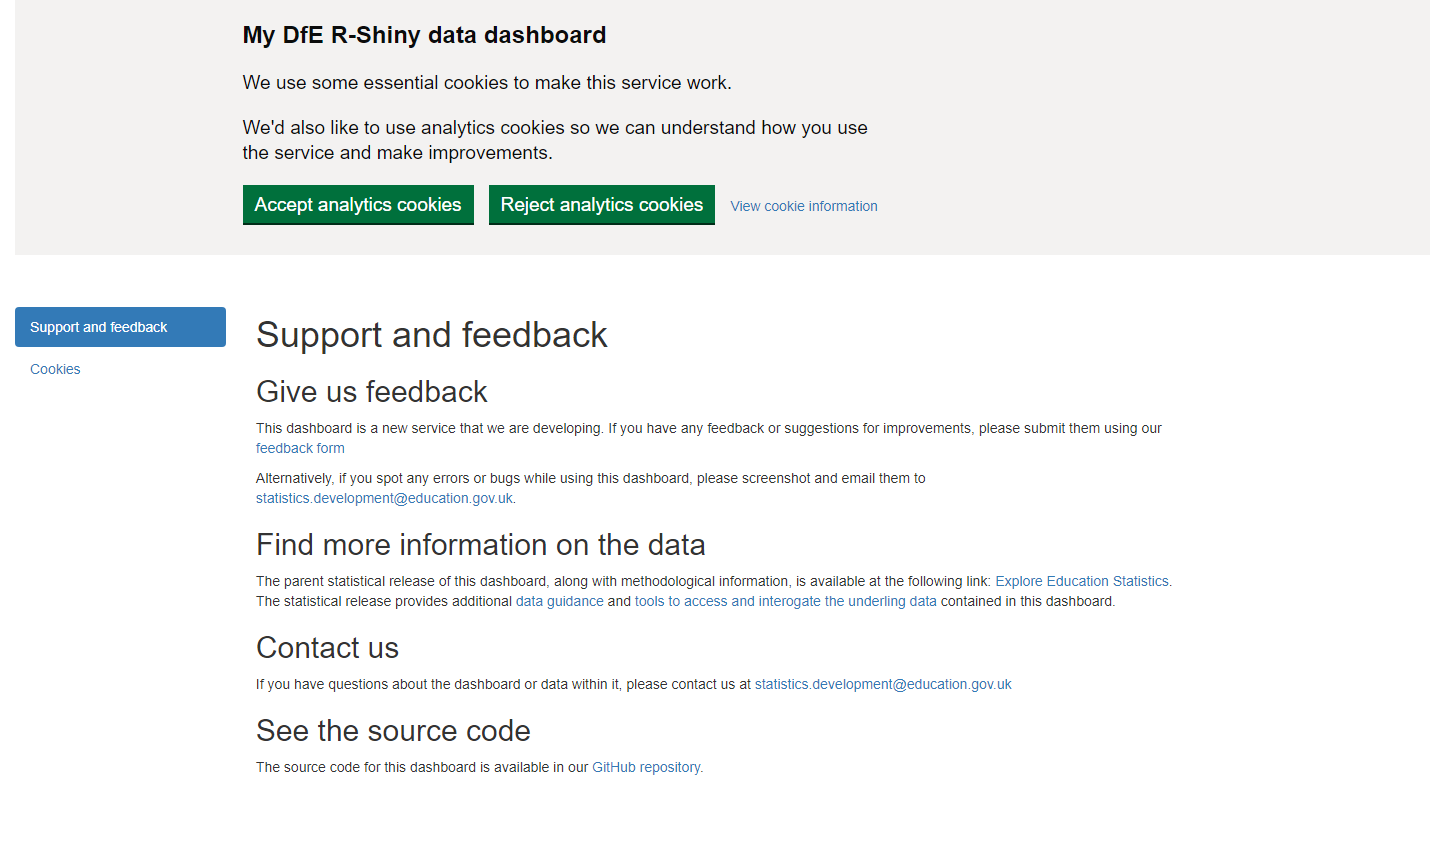 My DfE R-Shiny data dashboard
We use some essential cookies to make this service work.
We'd also like to use analytics cookies so we can understand how you use
the service and make improvements.
Accept analytics cookies Reject analytics cookies View cookie information
Support and feedback
Cookies
Support and feedback
Give us feedback
This dashboard is a new service that we are developing. If you have any feedback or suggestions for improvements, please submit them using our
feedback form
Alternatively, if you spot any errors or bugs while using this dashboard, please screenshot and email them to
statistics.development@education.gov.uk.
Find more information on the data
The parent statistical release of this dashboard, along with methodological information, is available at the following link: Explore Education Statistics.
The statistical release provides additional data guidance and tools to access and interogate the underling data contained in this dashboard.
Contact us
If you have questions about the dashboard or data within it, please contact us at statistics.development@education.gov.uk
See the source code
The source code for this dashboard is available in our GitHub repository.